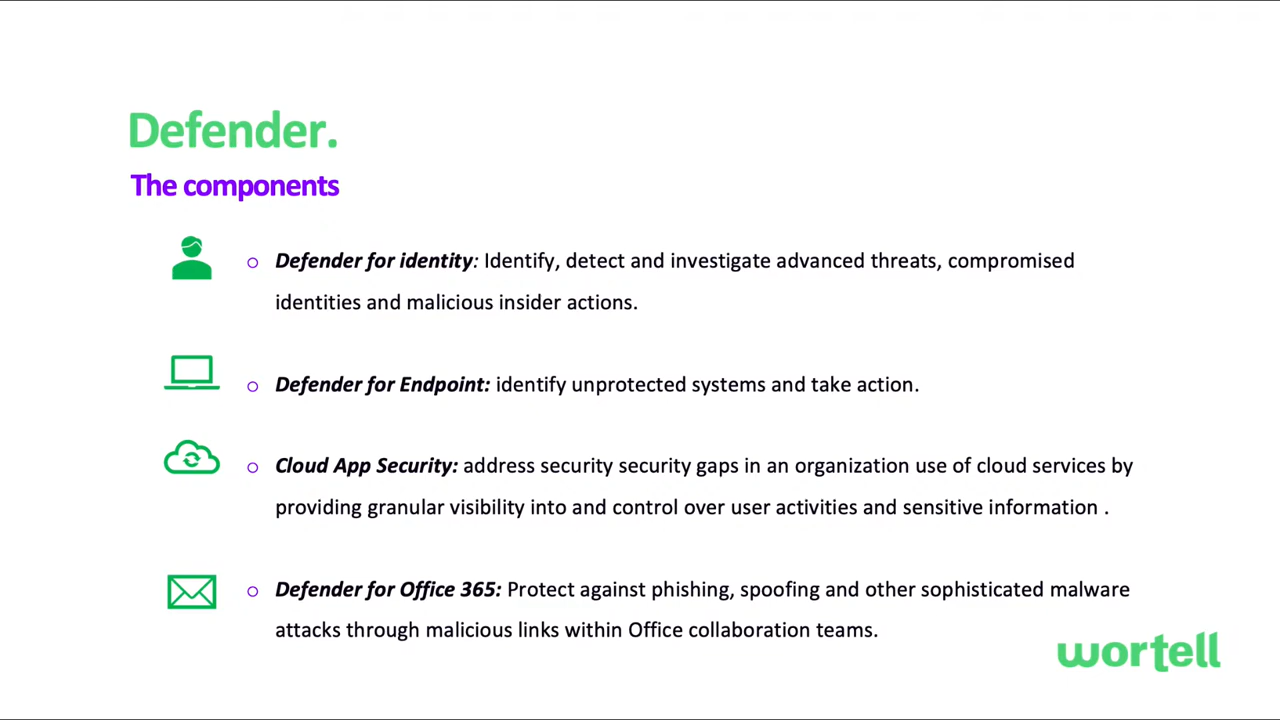 Defender.
The components
Defender for identity: Identify, detect and investigate advanced threats, compromised
identities and malicious insider actions.
Defender for Endpoint: identify unprotected systems and take action.
Cloud App Security: address security security gaps in an organization use of cloud services by
providing granular visibility into and control over user activities and sensitive information .
Defender for Office 365: Protect against phishing, spoofing and other sophisticated malware
attacks through malicious links within Office collaboration teams.
wortell